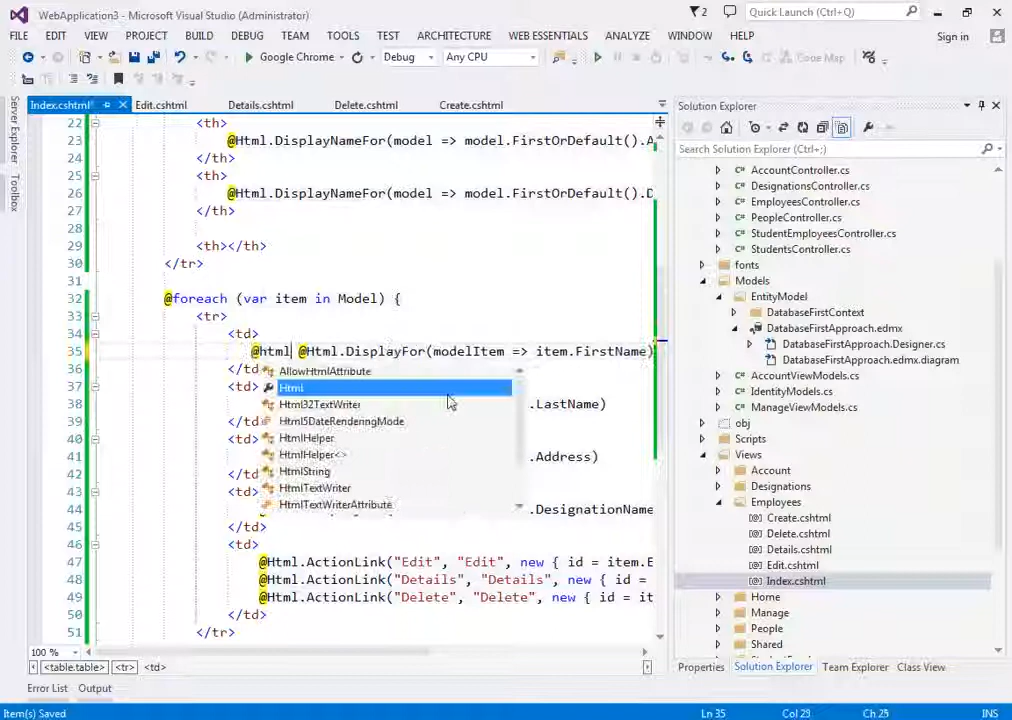 WebApplication3 - Microsoft Visual Studio (Administrator)
2
Quick Launch (Ctrl+Q)
FILE EDIT VIEW PROJECT BUILD DEBUG TEAM TOOLS TEST ARCHITECTURE WEB ESSENTIALS ANALYZE WINDOW HELP
Sign in
Google Chrome Debug Any CPU Code Map
Server Explorer
Toolbox
Index.cshtml Edit.cshtml Details.cshtml Delete.cshtml Create.cshtml
22 <th>
23 @Html.DisplayNameFor(model => model.FirstOrDefault().A
24 </th>
25 <th>
26 @Html.DisplayNameFor(model => model.FirstOrDefault().D
27 </th>
28
29 <th></th>
30 </tr>
31
32 @foreach (var item in Model) {
33 <tr>
34 <td>
35 @html @Html.DisplayFor(modelItem => item.FirstName)
36 </td
37 <td>
38 .LastName)
39 </td
40 <td>
41 .Address)
42 </td
43 <td>
44 .DesignationName
45 </td>
46 <td>
47 @Html.ActionLink("Edit", "Edit", new { id = item.E
48 @Html.ActionLink("Details", "Details", new { id =
49 @Html.ActionLink("Delete", "Delete", new { id = it
50 </td>
51 </tr>
AllowHtmlAttribute
Html
Html32TextWriter
Html5DateRenderingMode
HtmlHelper
HtmlHelper<>
HtmlString
HtmlTextWriter
HtmlTextWriterAttribute
100 %
<table.table> <tr> <td>
Error List Output
Solution Explorer
Search Solution Explorer (Ctrl+;)
C# AccountController.cs
C# DesignationsController.cs
C# EmployeesController.cs
C# PeopleController.cs
C# StudentEmployeesController.cs
C# StudentsController.cs
fonts
Models
EntityModel
DatabaseFirstContext
DatabaseFirstApproach.edmx
DatabaseFirstApproach.Designer.cs
DatabaseFirstApproach.edmx.diagram
C# AccountViewModels.cs
C# IdentityModels.cs
C# ManageViewModels.cs
obj
Scripts
Views
Account
Designations
Employees
[@] Create.cshtml
[@] Delete.cshtml
[@] Details.cshtml
[@] Edit.cshtml
[@] Index.cshtml
Home
Manage
People
Shared
Properties Solution Explorer Team Explorer Class View
Item(s) Saved
Ln 35 Col 23 Ch 25 INS